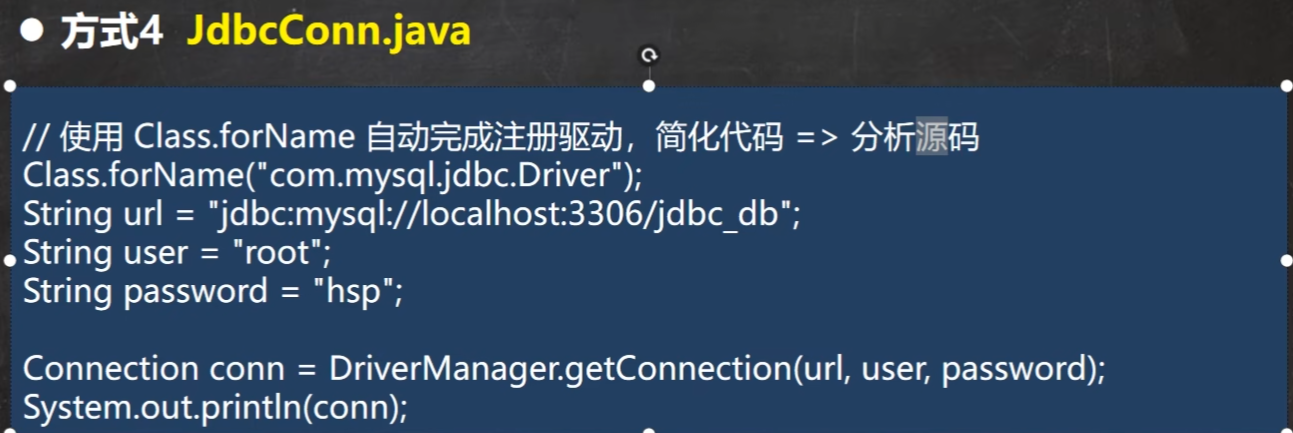 ● 方式4 JdbcConn.java
// 使用 Class.forName 自动完成注册驱动，简化代码 => 分析源码
Class.forName("com.mysql.jdbc.Driver");
String url = "jdbc:mysql://localhost:3306/jdbc_db";
String user = "root";
String password = "hsp";
Connection conn = DriverManager.getConnection(url, user, password);
System.out.println(conn);